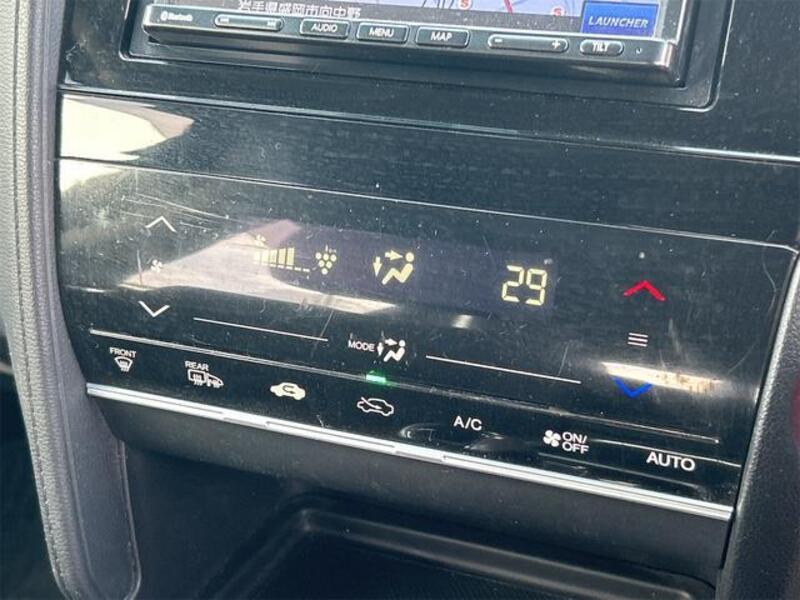 岩手県盛岡市向中野
LAUNCHER
Bluetooth
AUDIO
MENU
MAP
- +
TILT
29
MODE
FRONT
REAR
A/C
ON/
OFF
AUTO